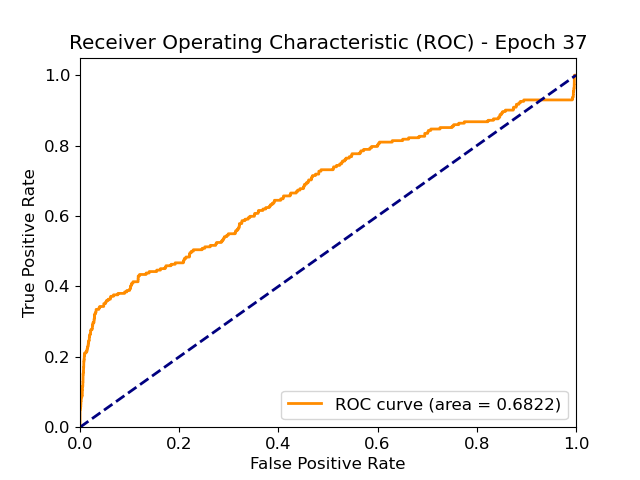 Receiver Operating Characteristic (ROC) - Epoch 37
True Positive Rate
1.0
0.8
0.6
0.4
0.2
0.0
ROC curve (area = 0.6822)
0.0 0.2 0.4 0.6 0.8 1.0
False Positive Rate